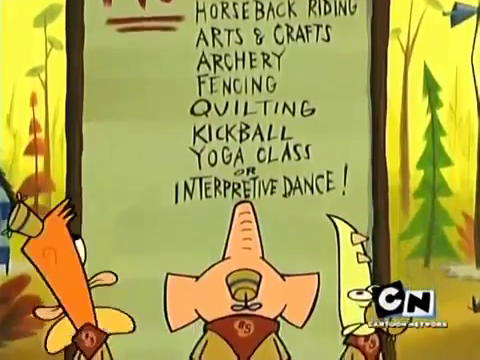 HORSEBACK RIDING
ARTS & CRAFTS
ARCHERY
FENCING
QUILTING
KICKBALL
YOGA CLASS
OR
INTERPRETIVE DANCE!
CN
CARTOON NETWORK